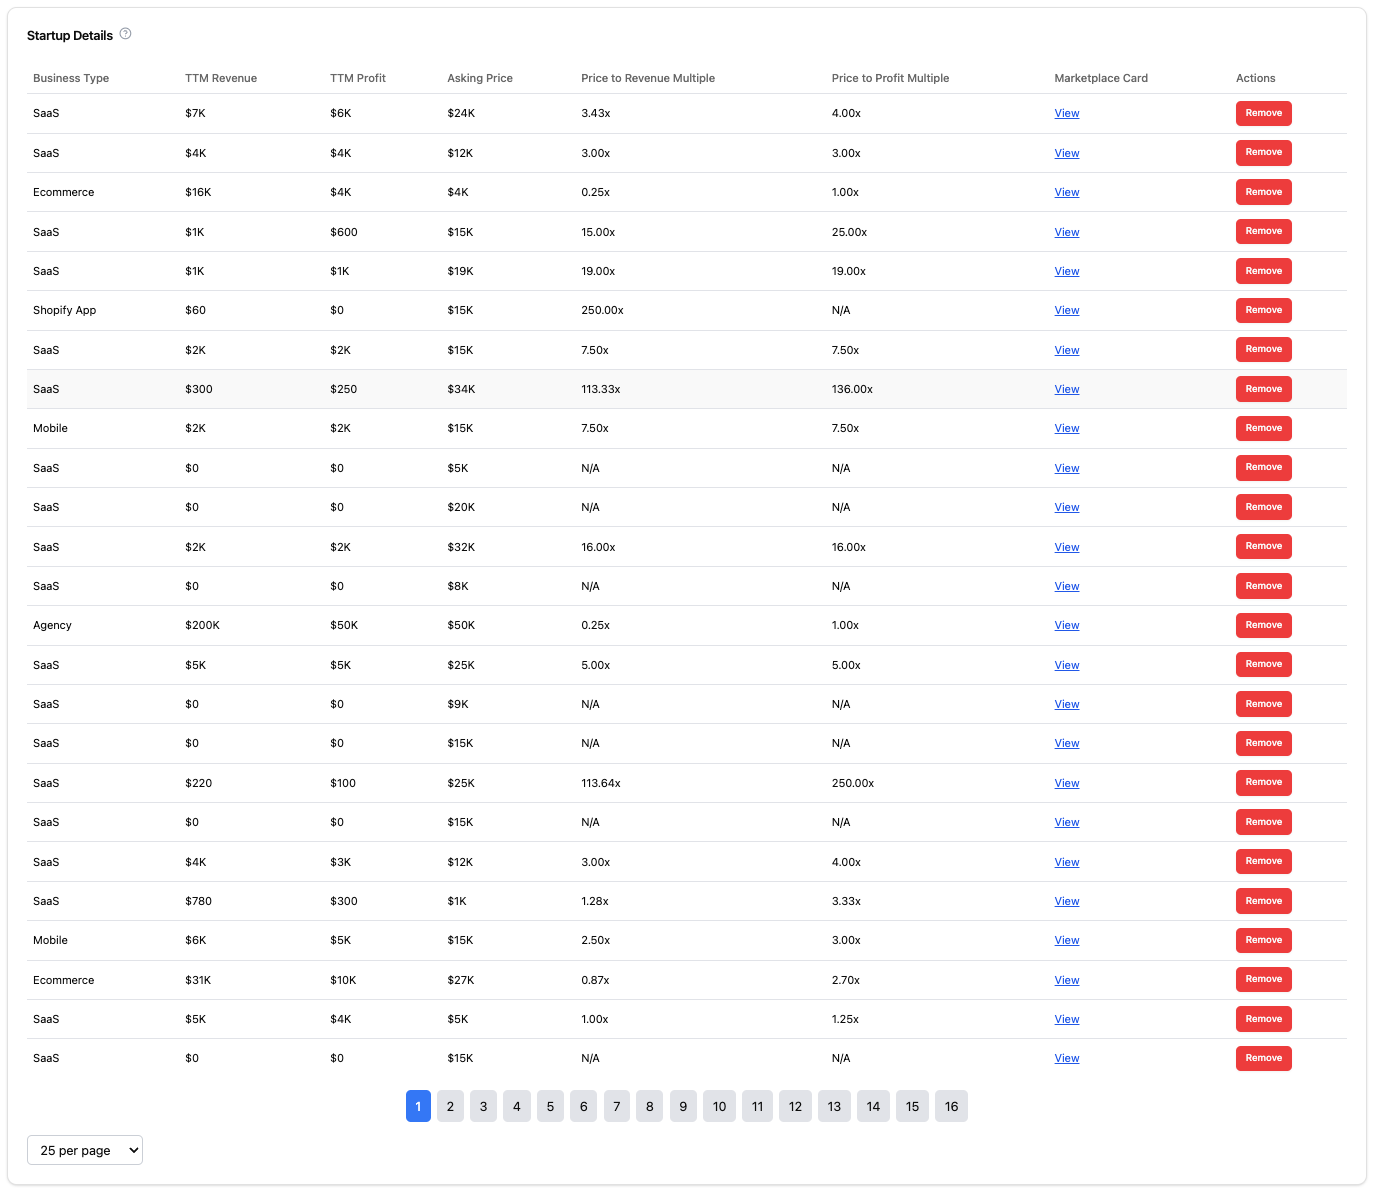 Startup Details ?
Business Type TTM Revenue TTM Profit Asking Price Price to Revenue Multiple Price to Profit Multiple Marketplace Card Actions
SaaS $7K $6K $24K 3.43x 4.00x View Remove
SaaS $4K $4K $12K 3.00x 3.00x View Remove
Ecommerce $16K $4K $4K 0.25x 1.00x View Remove
SaaS $1K $600 $15K 15.00x 25.00x View Remove
SaaS $1K $1K $19K 19.00x 19.00x View Remove
Shopify App $60 $0 $15K 250.00x N/A View Remove
SaaS $2K $2K $15K 7.50x 7.50x View Remove
SaaS $300 $250 $34K 113.33x 136.00x View Remove
Mobile $2K $2K $15K 7.50x 7.50x View Remove
SaaS $0 $0 $5K N/A N/A View Remove
SaaS $0 $0 $20K N/A N/A View Remove
SaaS $2K $2K $32K 16.00x 16.00x View Remove
SaaS $0 $0 $8K N/A N/A View Remove
Agency $200K $50K $50K 0.25x 1.00x View Remove
SaaS $5K $5K $25K 5.00x 5.00x View Remove
SaaS $0 $0 $9K N/A N/A View Remove
SaaS $0 $0 $15K N/A N/A View Remove
SaaS $220 $100 $25K 113.64x 250.00x View Remove
SaaS $0 $0 $15K N/A N/A View Remove
SaaS $4K $3K $12K 3.00x 4.00x View Remove
SaaS $780 $300 $1K 1.28x 3.33x View Remove
Mobile $6K $5K $15K 2.50x 3.00x View Remove
Ecommerce $31K $10K $27K 0.87x 2.70x View Remove
SaaS $5K $4K $5K 1.00x 1.25x View Remove
SaaS $0 $0 $15K N/A N/A View Remove
1 2 3 4 5 6 7 8 9 10 11 12 13 14 15 16
25 per page